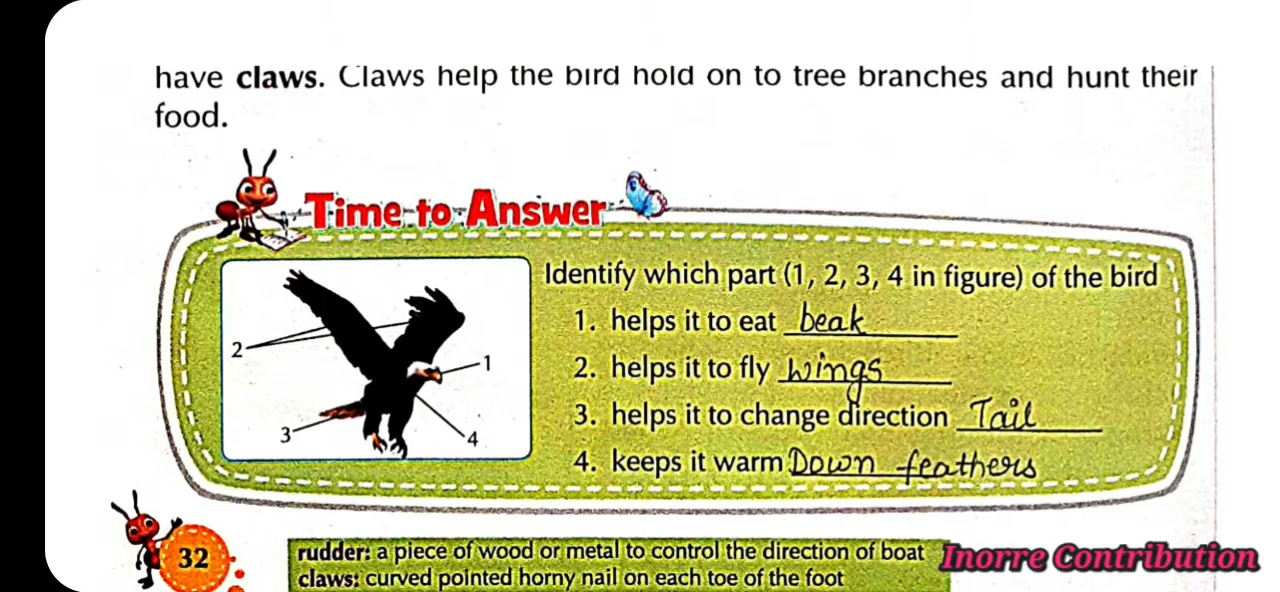 have claws. Claws help the bird hold on to tree branches and hunt their
food.
Time to Answer
Identify which part (1, 2, 3, 4 in figure) of the bird
1. helps it to eat beak
2. helps it to fly wings
3. helps it to change direction Tail
4. keeps it warm Down feathers
2
1
3
4
32
rudder: a piece of wood or metal to control the direction of boat
claws: curved pointed horny nail on each toe of the foot
Inorre Contribution